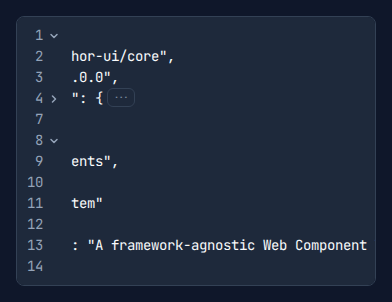 1
2 hor-ui/core",
3 .0.0",
4 ": { ...
7
8
9 ents",
10
11 tem"
12
13 : "A framework-agnostic Web Component
14